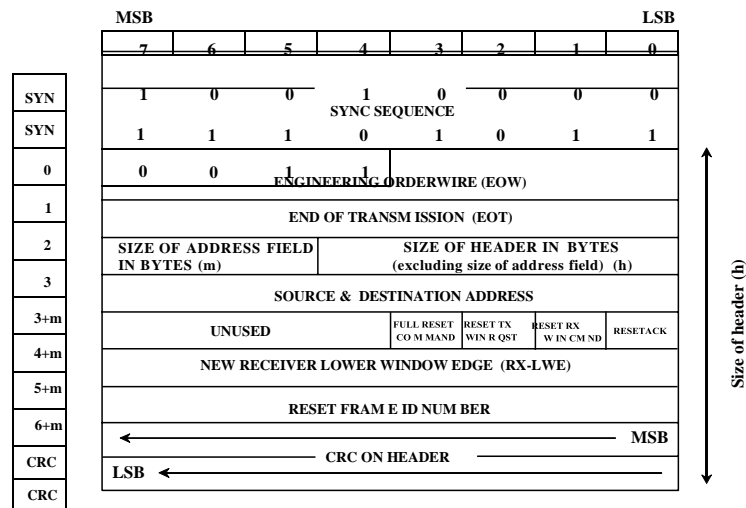 MSB LSB
7 6 5 4 3 2 1 0
SYN 1 0 0 1 0 0 0 0
SYNC SEQUENCE
SYN 1 1 1 0 1 0 1 1
0 0 0 1 1
ENGINEERING ORDERWIRE (EOW)
1 END OF TRANSM ISSION (EOT)
2 SIZE OF ADDRESS FIELD SIZE OF HEADER IN BYTES
IN BYTES (m) (excluding size of address field) (h)
3 SOURCE & DESTINATION ADDRESS
3+m UNUSED FULL RESET RESET TX RESET RX RESETACK
CO M MAND WIN R QST W IN CM ND
4+m NEW RECEIVER LOWER WINDOW EDGE (RX-LWE)
5+m RESET FRAM E ID NUM BER
6+m MSB
CRC CRC ON HEADER
LSB
CRC
Size of header (h)